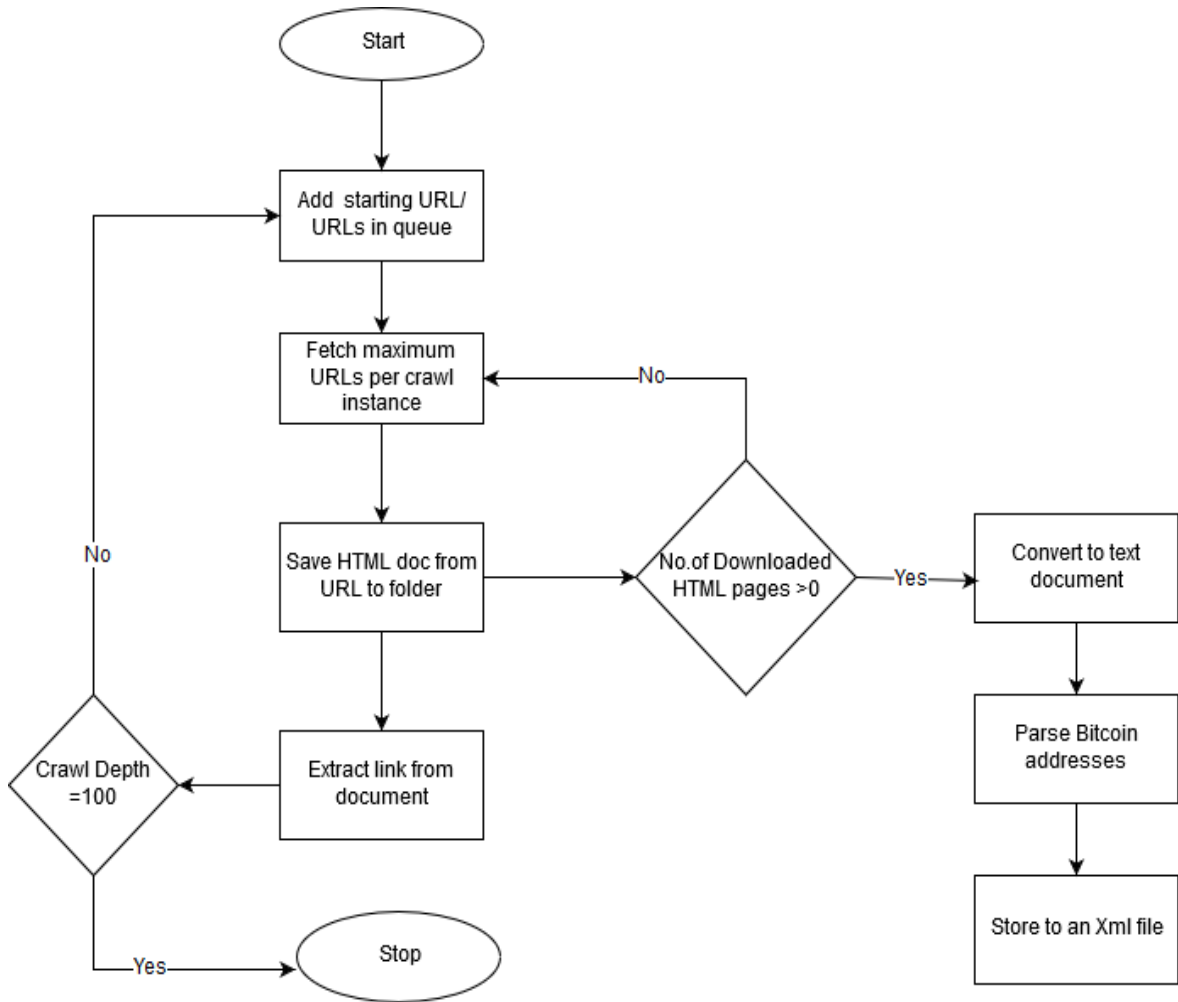 Start
Add starting URL/
URLs in queue
Fetch maximum
URLs per crawl
instance
No
No
Save HTML doc from
URL to folder
No.of Downloaded
HTML pages >0
Yes
Convert to text
document
Parse Bitcoin
addresses
Crawl Depth
=100
Extract link from
document
Store to an Xml file
Stop
Yes